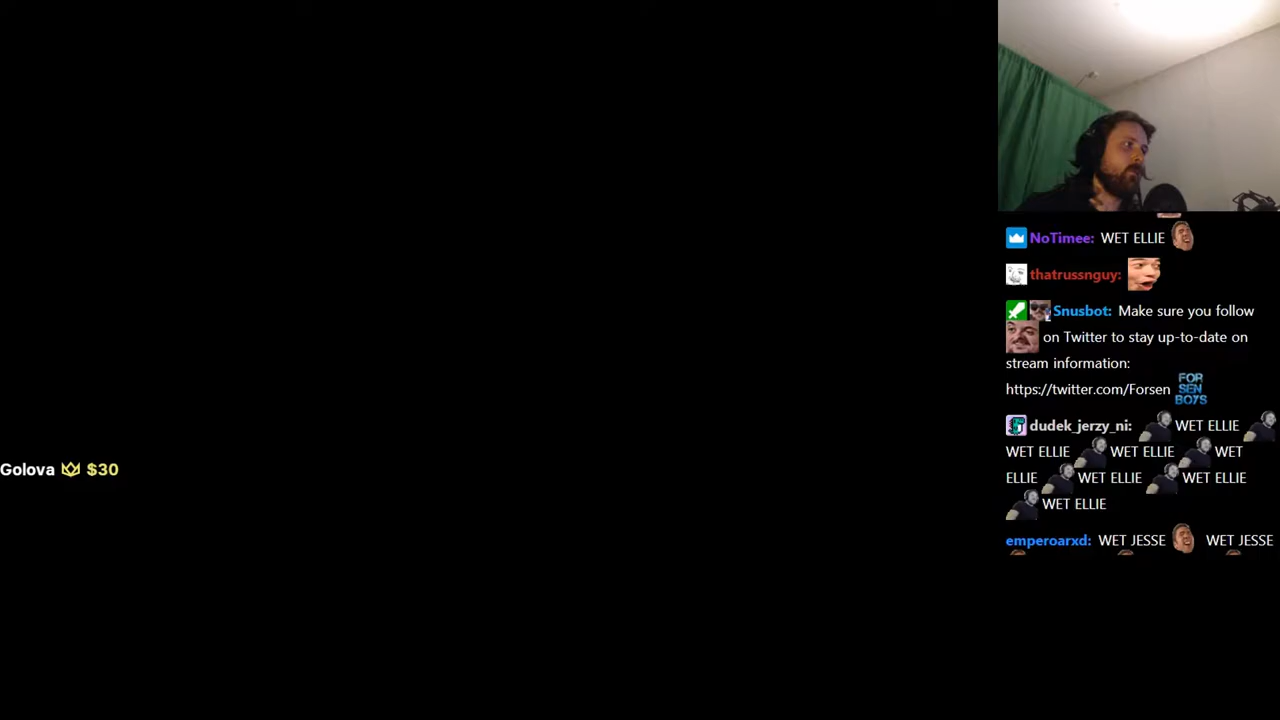 NoTimee: WET ELLIE
thatrussnguy:
Snusbot: Make sure you follow
on Twitter to stay up-to-date on
stream information:
https://twitter.com/Forsen FOR
SEN
BOYS
dudek_jerzy_ni: WET ELLIE
WET ELLIE WET ELLIE WET
ELLIE WET ELLIE WET ELLIE
WET ELLIE
Golova $30
emperoarxd: WET JESSE WET JESSE